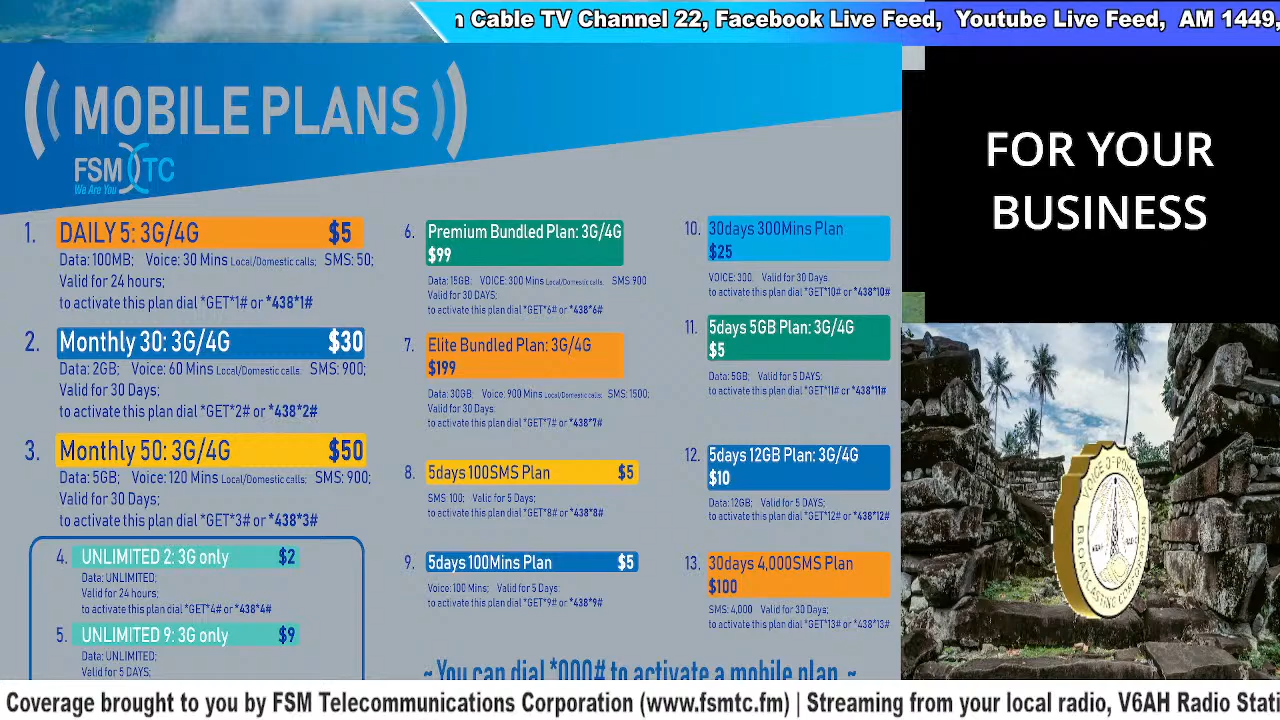 n Cable TV Channel 22, Facebook Live Feed, Youtube Live Feed, AM 1449,
MOBILE PLANS
FSMTC
We Are You
FOR YOUR
BUSINESS
1. DAILY 5: 3G/4G $5
Data: 100MB; Voice: 30 Mins Local/Domestic calls; SMS: 50;
Valid for 24 hours;
to activate this plan dial *GET*1# or *438*1#
2. Monthly 30: 3G/4G $30
Data: 2GB; Voice: 60 Mins Local/Domestic calls; SMS: 900;
Valid for 30 Days;
to activate this plan dial *GET*2# or *438*2#
3. Monthly 50: 3G/4G $50
Data: 5GB; Voice: 120 Mins Local/Domestic calls; SMS: 900;
Valid for 30 Days;
to activate this plan dial *GET*3# or *438*3#
4. UNLIMITED 2: 3G only $2
Data: UNLIMITED;
Valid for 24 hours;
to activate this plan dial *GET*4# or *438*4#
5. UNLIMITED 9: 3G only $9
Data: UNLIMITED;
Valid for 5 DAYS;
6. Premium Bundled Plan: 3G/4G
$99
Data: 15GB; VOICE: 300 Mins Local/Domestic calls; SMS 900
Valid for 30 DAYS;
to activate this plan dial *GET*6# or *438*6#
7. Elite Bundled Plan: 3G/4G
$199
Data: 30GB; Voice: 900 Mins Local/Domestic calls; SMS: 1500;
Valid for 30 Days;
to activate this plan dial *GET*7# or *438*7#
8. 5days 100SMS Plan $5
SMS 100; Valid for 5 Days;
to activate this plan dial *GET*8# or *438*8#
9. 5days 100Mins Plan $5
Voice: 100 Mins; Valid for 5 Days;
to activate this plan dial *GET*9# or *438*9#
10. 30days 300Mins Plan
$25
VOICE: 300 Valid for 30 Days;
to activate this plan dial *GET*10# or *438*10#
11. 5days 5GB Plan: 3G/4G
$5
Data: 5GB; Valid for 5 DAYS;
to activate this plan dial *GET*11# or *438*11#
12. 5days 12GB Plan: 3G/4G
$10
Data: 12GB; Valid for 5 DAYS;
to activate this plan dial *GET*12# or *438*12#
13. 30days 4,000SMS Plan
$100
SMS: 4,000 Valid for 30 Days;
to activate this plan dial *GET*13# or *438*13#
~ You can dial *000# to activate a mobile plan ~
BROADCASTING CORPORATION
Coverage brought to you by FSM Telecommunications Corporation (www.fsmtc.fm) | Streaming from your local radio, V6AH Radio Stati